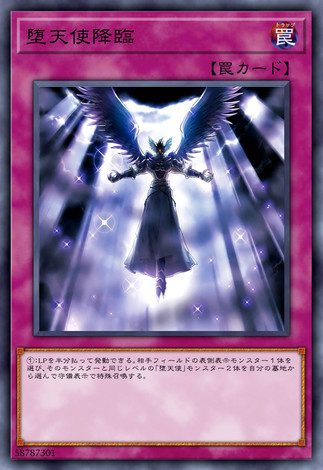 堕天使降臨
トラップ
罠
【罠カード】
①:LPを半分払って発動できる。相手フィールドの表側表示モンスター1体を
選び、そのモンスターと同じレベルの「堕天使」モンスター2体を自分の墓地か
ら選んで守備表示で特殊召喚する。
58787301